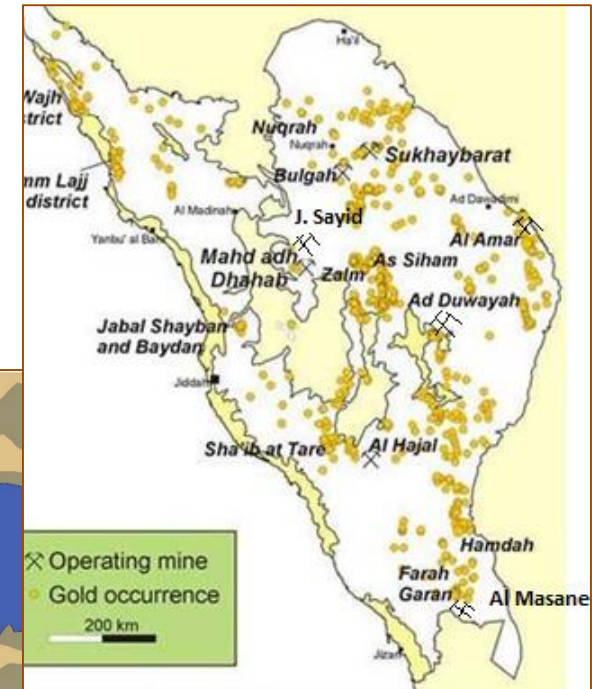 Ha'il
Wajh
trict
Nuqrah
Nuqrah
Sukhaybarat
Bulgah
mm Lajj
district
Al Madinah
Ad Dawadimi
J. Sayid
Yanbu' al Bahr
Al Amar
Mahd adh
Dhahab
Zalm
As Siham
Ad Duwayah
Jabal Shayban
and Baydan
Jiddah
Sha'ib at Tare
Al Hajal
Hamdah
Farah
Garan
Al Masane
Jizan
Operating mine
Gold occurrence
200 km